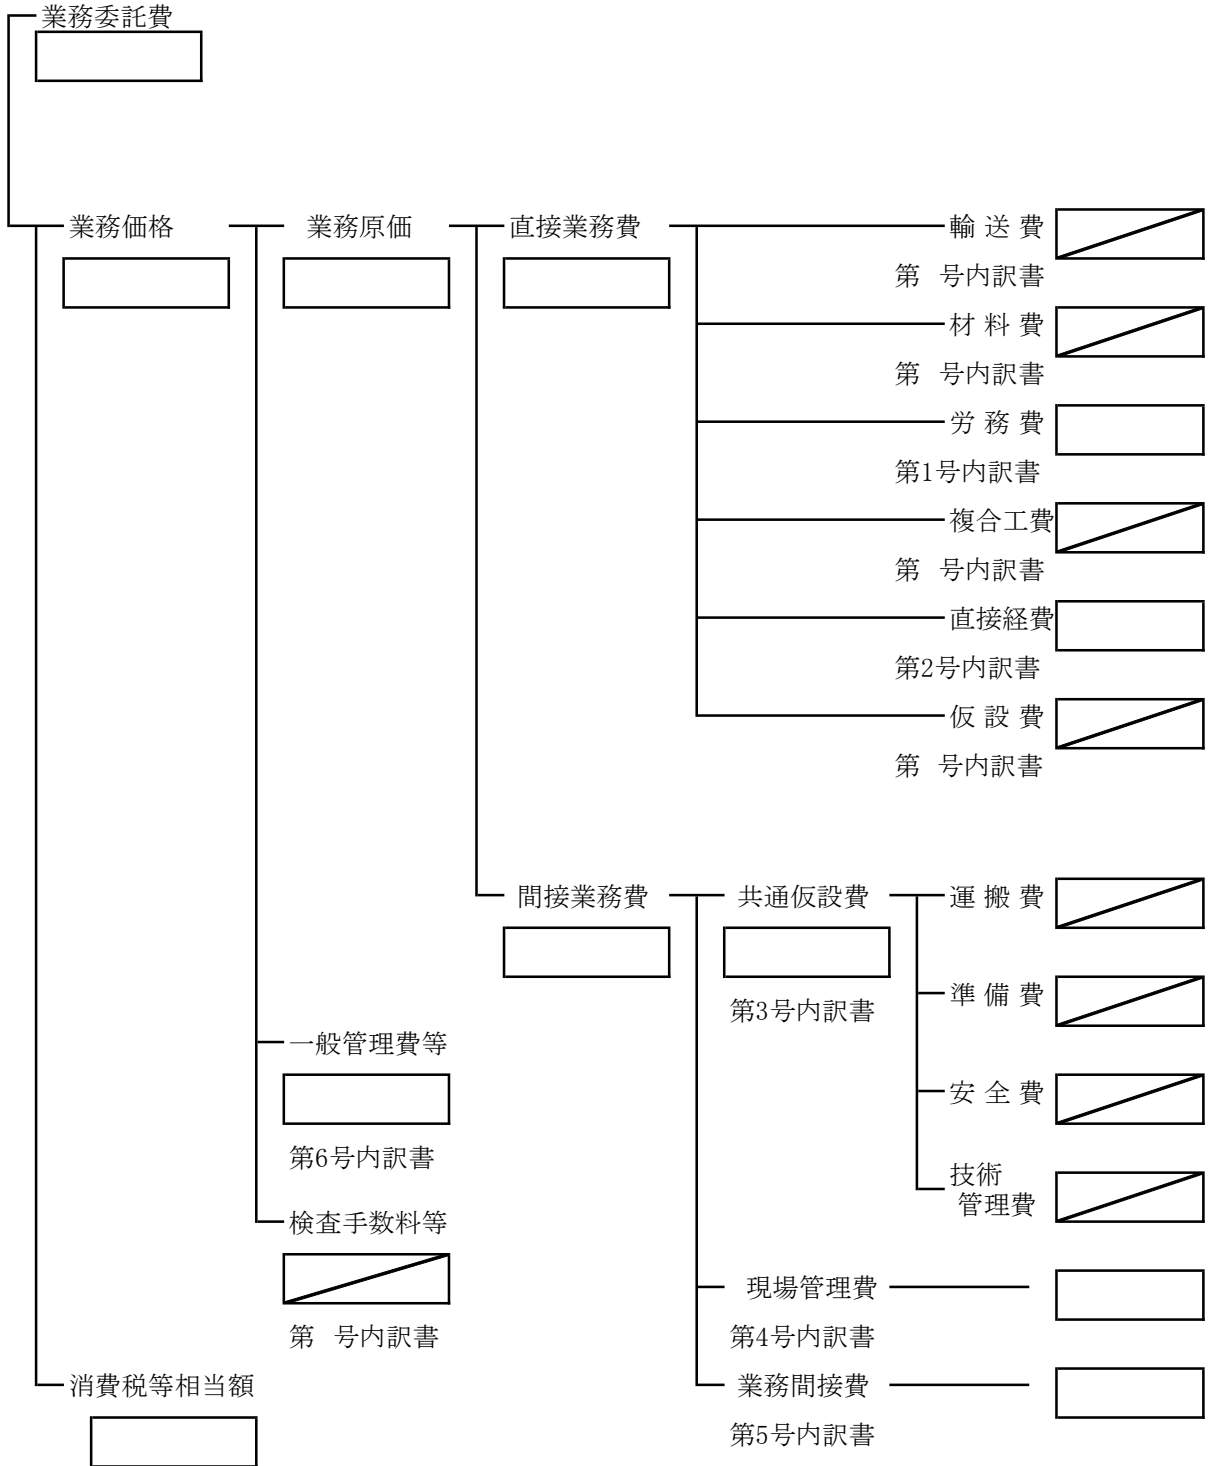 業務委託費
業務価格 業務原価 直接業務費 輸 送 費
第 号内訳書
材 料 費
第 号内訳書
労 務 費
第1号内訳書
複合工費
第 号内訳書
直接経費
第2号内訳書
仮 設 費
第 号内訳書
間接業務費 共通仮設費 運 搬 費
準 備 費
第3号内訳書
一般管理費等
安 全 費
第6号内訳書
技術
管理費
検査手数料等
現場管理費
第 号内訳書
第4号内訳書
消費税等相当額
業務間接費
第5号内訳書